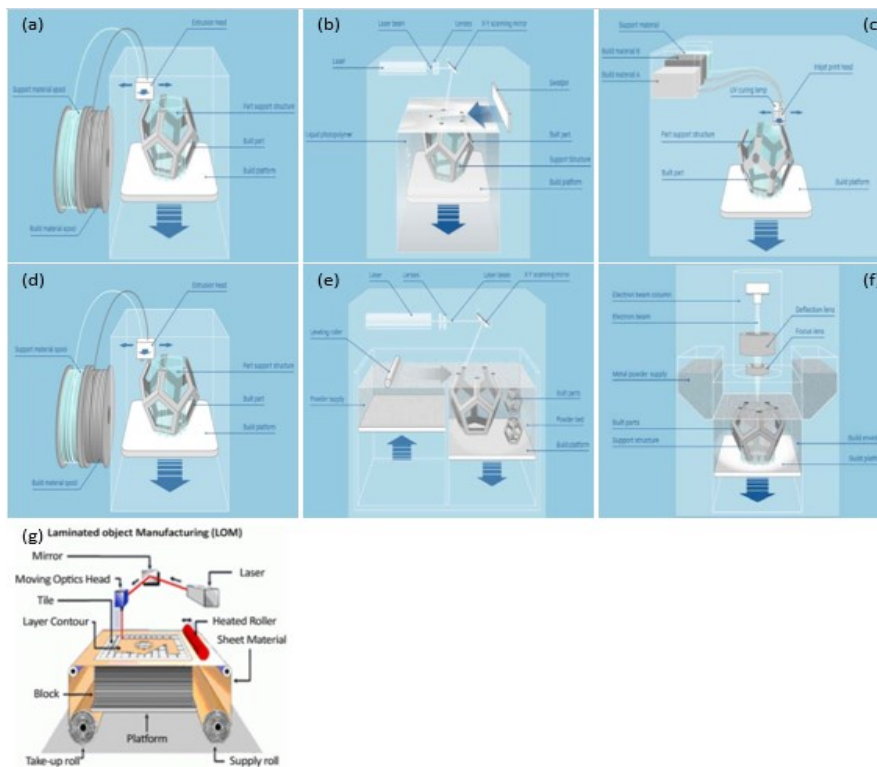 (a)
Extrusion head
Support material spool
Part support structure
Built part
Build platform
Build material spool
(b)
Laser beam
Lenses
X-Y scanning mirror
Laser
Sweeper
Liquid photopolymer
Built part
Support structure
Build platform
(c
Support material
Build material B
Build material A
Inkjet print head
UV curing lamp
Part support structure
Built part
Build platform
(d)
Extrusion head
Support material spool
Part support structure
Built part
Build platform
Build material spool
(e)
Laser
Lenses
Laser beam
X-Y scanning mirror
Leveling roller
Powder supply
Built parts
Powder bed
Build platform
(f)
Electron beam column
Electron beam
Deflection lens
Focus lens
Metal powder supply
Built parts
Support structure
Build
Build
(g)
Laminated object Manufacturing (LOM)
Mirror
Moving Optics Head
Laser
Tile
Layer Contour
Heated Roller
Sheet Material
Block
Platform
Take-up roll
Supply roll